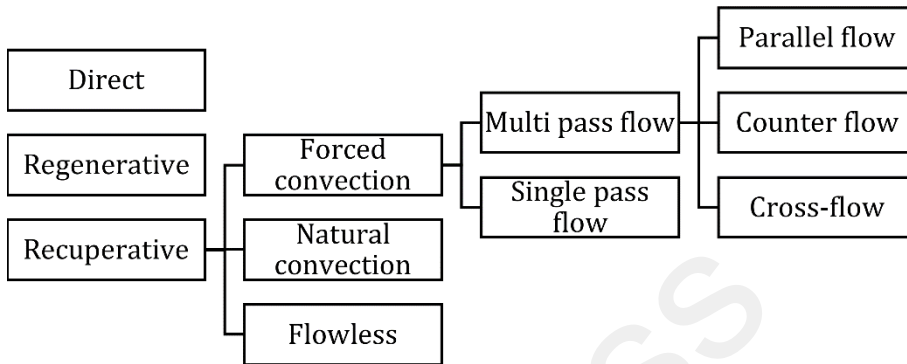 Direct
Regenerative
Recuperative
Forced
convection
Natural
convection
Flowless
Multi pass flow
Single pass
flow
Parallel flow
Counter flow
Cross-flow